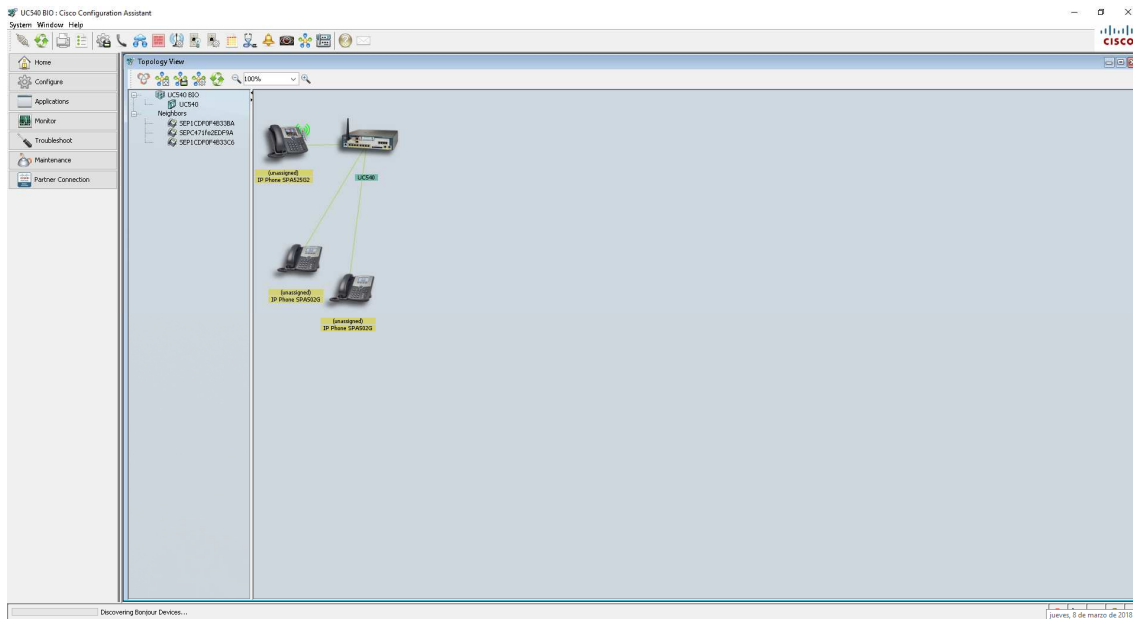 UC540 BIO : Cisco Configuration Assistant
System Window Help
CISCO
Home
Configure
Applications
Monitor
Troubleshoot
Maintenance
Partner Connection
Topology View
100%
UC540 BIO
UC540
Neighbors
SEP1CDF0F4B33BA
SEPC471fe2EDF9A
SEP1CDF0F4B33C6
(unassigned)
IP Phone SPA525G2
UC540
(unassigned)
IP Phone SPA502G
(unassigned)
IP Phone SPA502G
Discovering Bonjour Devices...
jueves, 8 de marzo de 2018